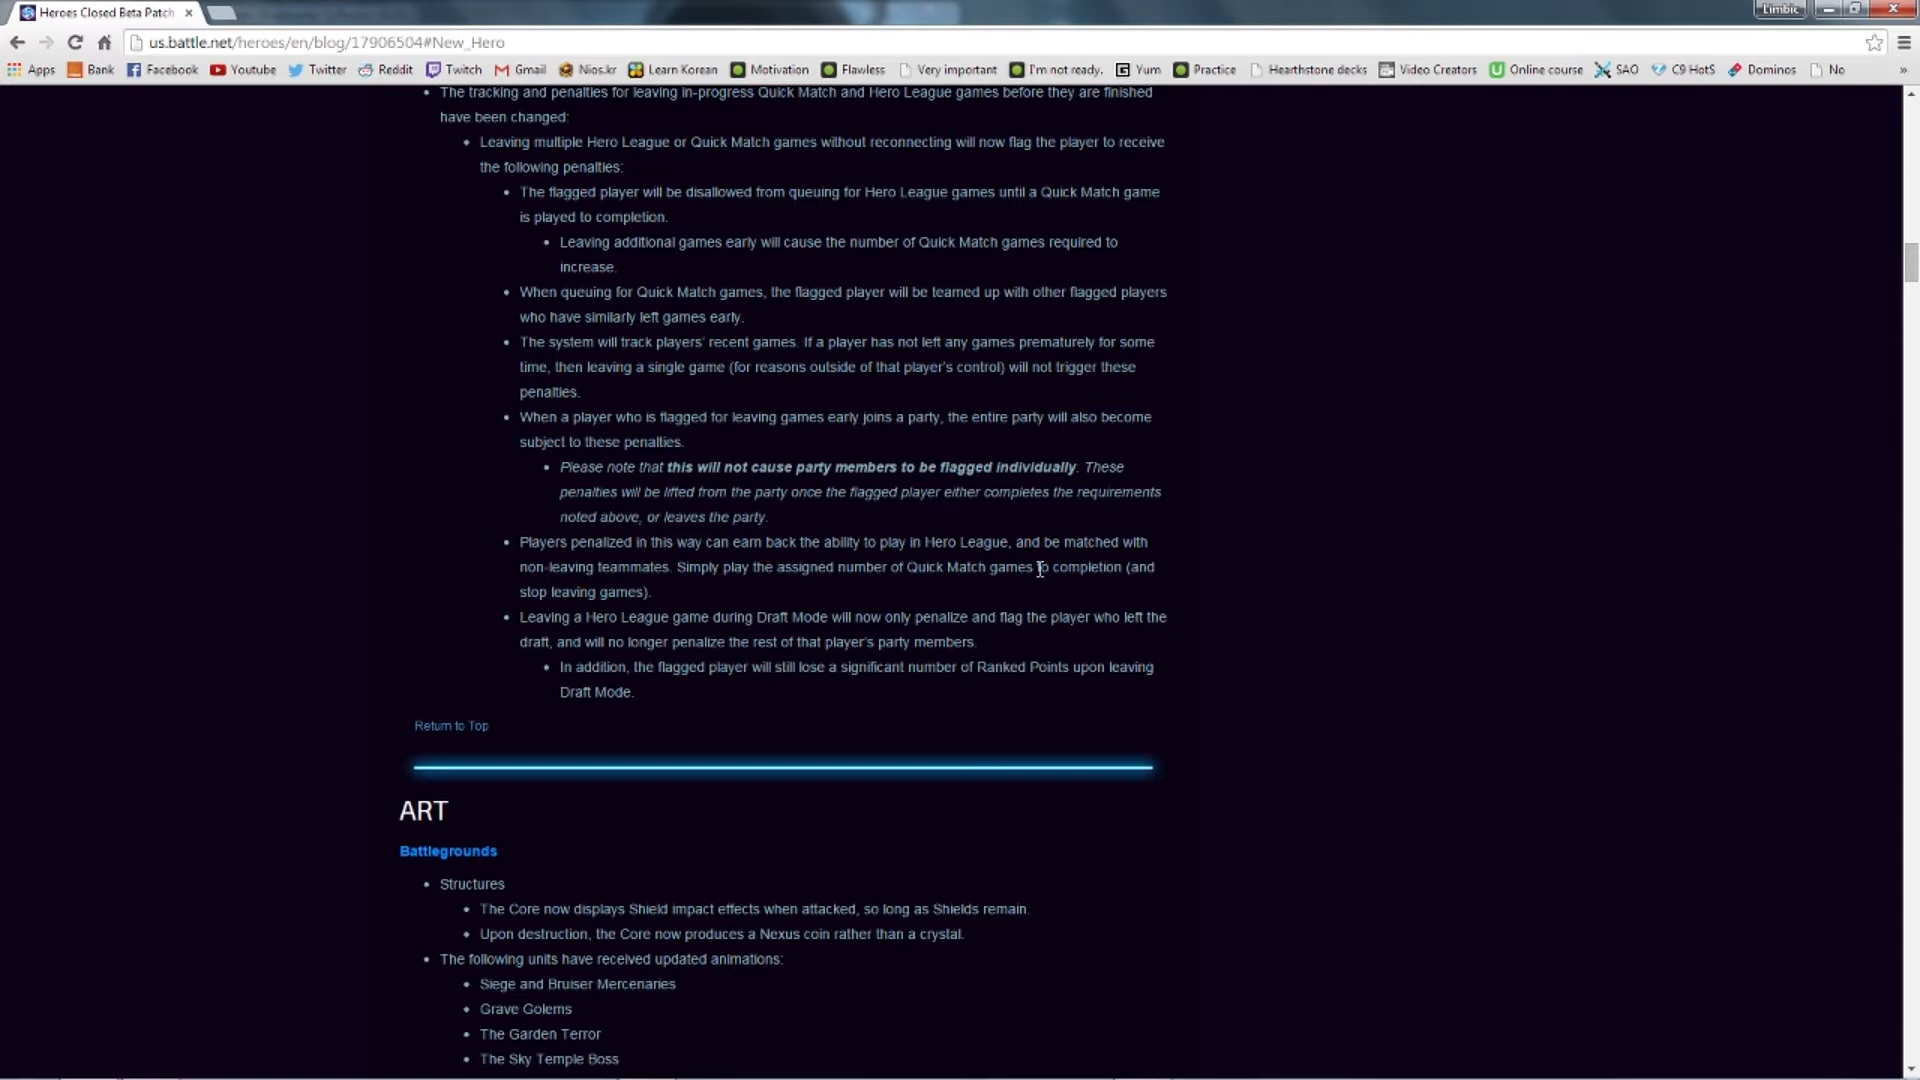 Heroes Closed Beta Patch
Limbic
us.battle.net/heroes/en/blog/17906504#New_Hero
Apps Bank Facebook Youtube Twitter Reddit Twitch Gmail Nios.kr Learn Korean Motivation Flawless Very important I'm not ready. Yum Practice Hearthstone decks Video Creators Online course SAO C9 HotS Dominos No »
• The tracking and penalties for leaving in-progress Quick Match and Hero League games before they are finished
have been changed:
• Leaving multiple Hero League or Quick Match games without reconnecting will now flag the player to receive
the following penalties:
• The flagged player will be disallowed from queuing for Hero League games until a Quick Match game
is played to completion.
• Leaving additional games early will cause the number of Quick Match games required to
increase.
• When queuing for Quick Match games, the flagged player will be teamed up with other flagged players
who have similarly left games early.
• The system will track players' recent games. If a player has not left any games prematurely for some
time, then leaving a single game (for reasons outside of that player's control) will not trigger these
penalties.
• When a player who is flagged for leaving games early joins a party, the entire party will also become
subject to these penalties.
• Please note that this will not cause party members to be flagged individually. These
penalties will be lifted from the party once the flagged player either completes the requirements
noted above, or leaves the party.
• Players penalized in this way can earn back the ability to play in Hero League, and be matched with
non-leaving teammates. Simply play the assigned number of Quick Match games to completion (and
stop leaving games).
• Leaving a Hero League game during Draft Mode will now only penalize and flag the player who left the
draft, and will no longer penalize the rest of that player's party members.
• In addition, the flagged player will still lose a significant number of Ranked Points upon leaving
Draft Mode.
Return to Top
ART
Battlegrounds
• Structures
• The Core now displays Shield impact effects when attacked, so long as Shields remain.
• Upon destruction, the Core now produces a Nexus coin rather than a crystal.
• The following units have received updated animations:
• Siege and Bruiser Mercenaries
• Grave Golems
• The Garden Terror
• The Sky Temple Boss